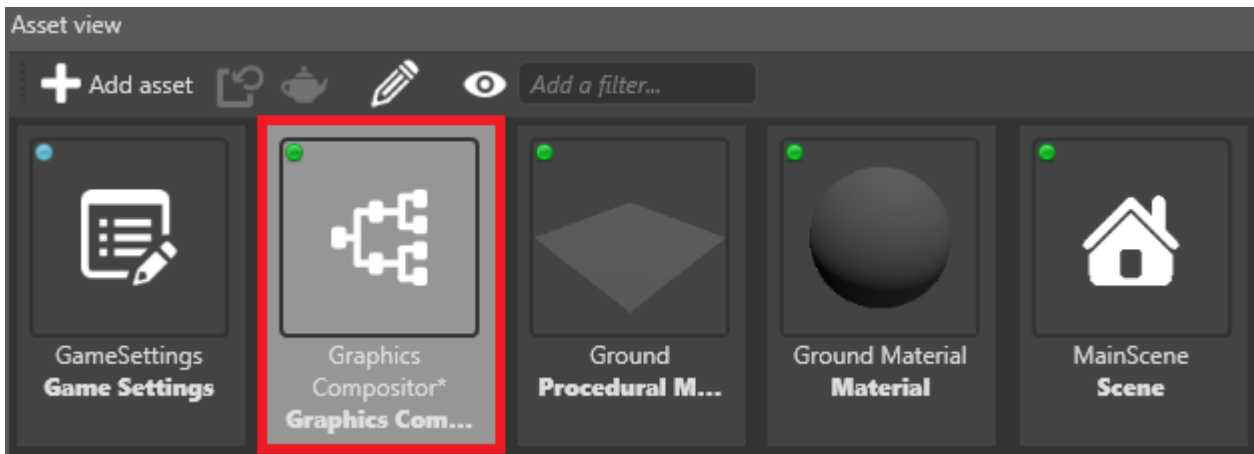 Asset view
Add asset
Add a filter...
GameSettings
Game Settings
Graphics
Compositor*
Graphics Com...
Ground
Procedural M...
Ground Material
Material
MainScene
Scene